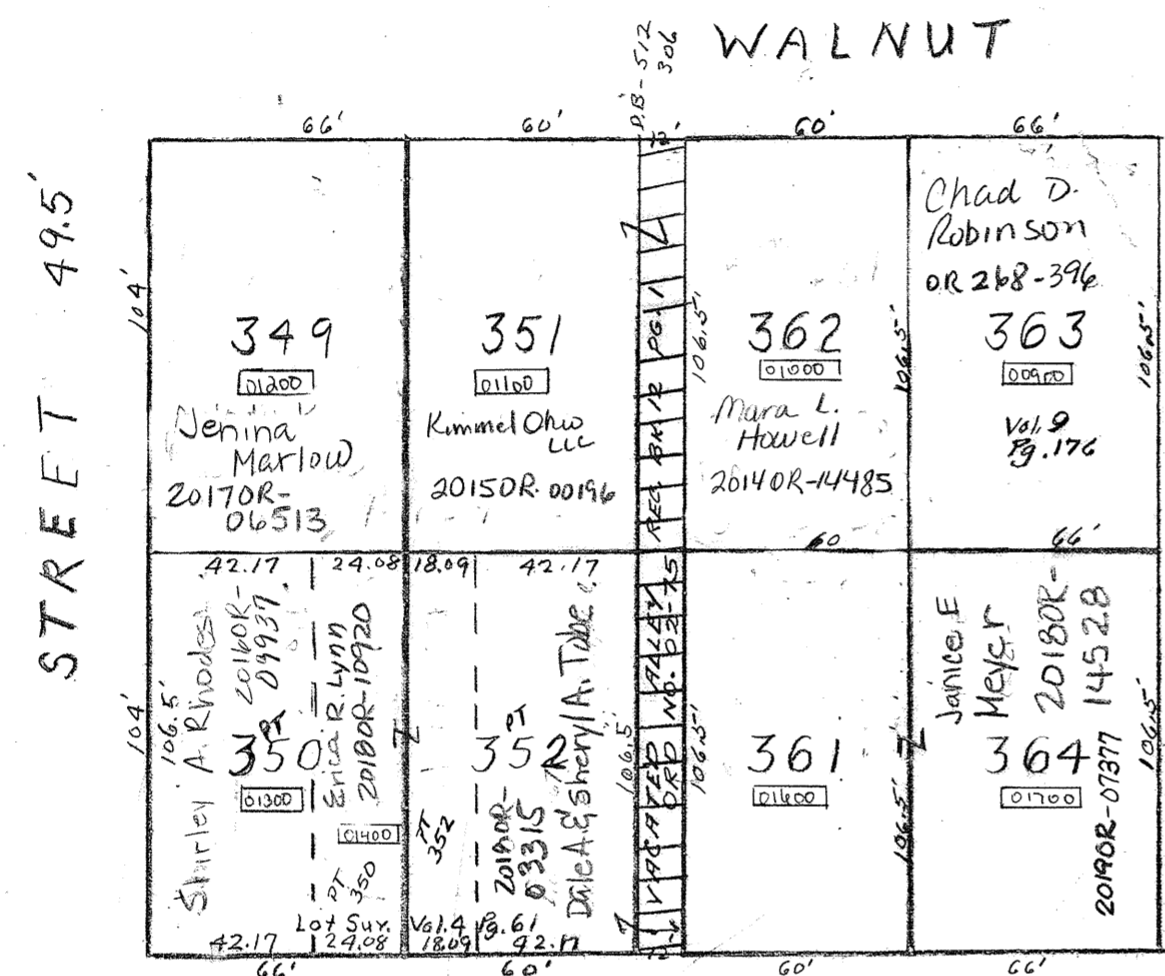 WALNUT
D.B-512
306
66'
60'
60'
66'
STREET 49.5'
104'
349
01200
Jenina
Marlow
2017OR-
06513
351
01100
Kimmel Ohio
LLC
2015OR-00196
106.5'
362
01000
Mara L.
Howell
2014OR-14485
106.5'
Chad D.
Robinson
OR 268-396
363
00900
Vol. 9
Pg. 176
106.5'
60
66'
VACATED ALLEY REC BK 12 PG 1
ORD NO. 02-75
42.17
24.08
18.09
42.17
104'
106.5'
Shirley A. Rhodes
2016OR-
09937
PT
350
01300
Erica R. Lynn
2018OR-10920
01400
PT
350
PT
352
PT
352
2018OR-
03315
Dale A & Sheryl A. Tube
106.5'
106.5'
361
01600
106.5'
Janice E
Meyer
2018OR-
14528
364
01700
2019OR-07377
106.5'
Lot Sur. Vol. 4 Pg. 61
42.17
24.08
18.09
42.17
66'
60'
60'
66'